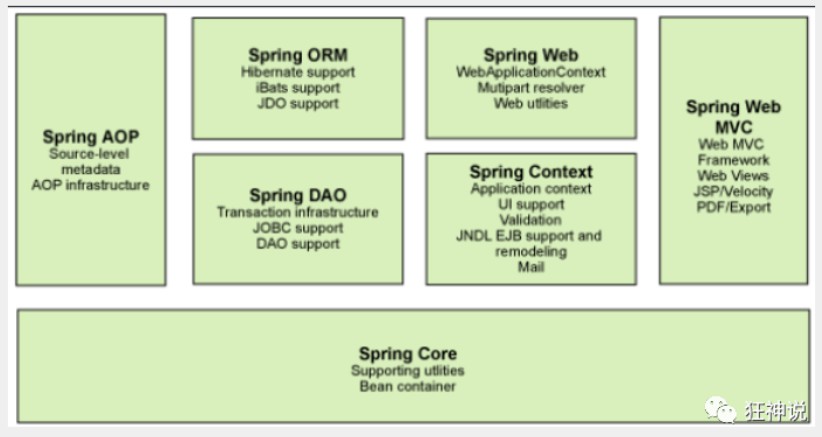 Spring AOP
Source-level
metadata
AOP infrastructure
Spring ORM
Hibernate support
iBats support
JDO support
Spring DAO
Transaction infrastructure
JOBC support
DAO support
Spring Web
WebApplicationContext
Mutipart resolver
Web utlities
Spring Context
Application context
UI support
Validation
JNDL EJB support and
remodeling
Mail
Spring Web
MVC
Web MVC
Framework
Web Views
JSP/Velocity
PDF/Export
Spring Core
Supporting utlities
Bean container
狂神说